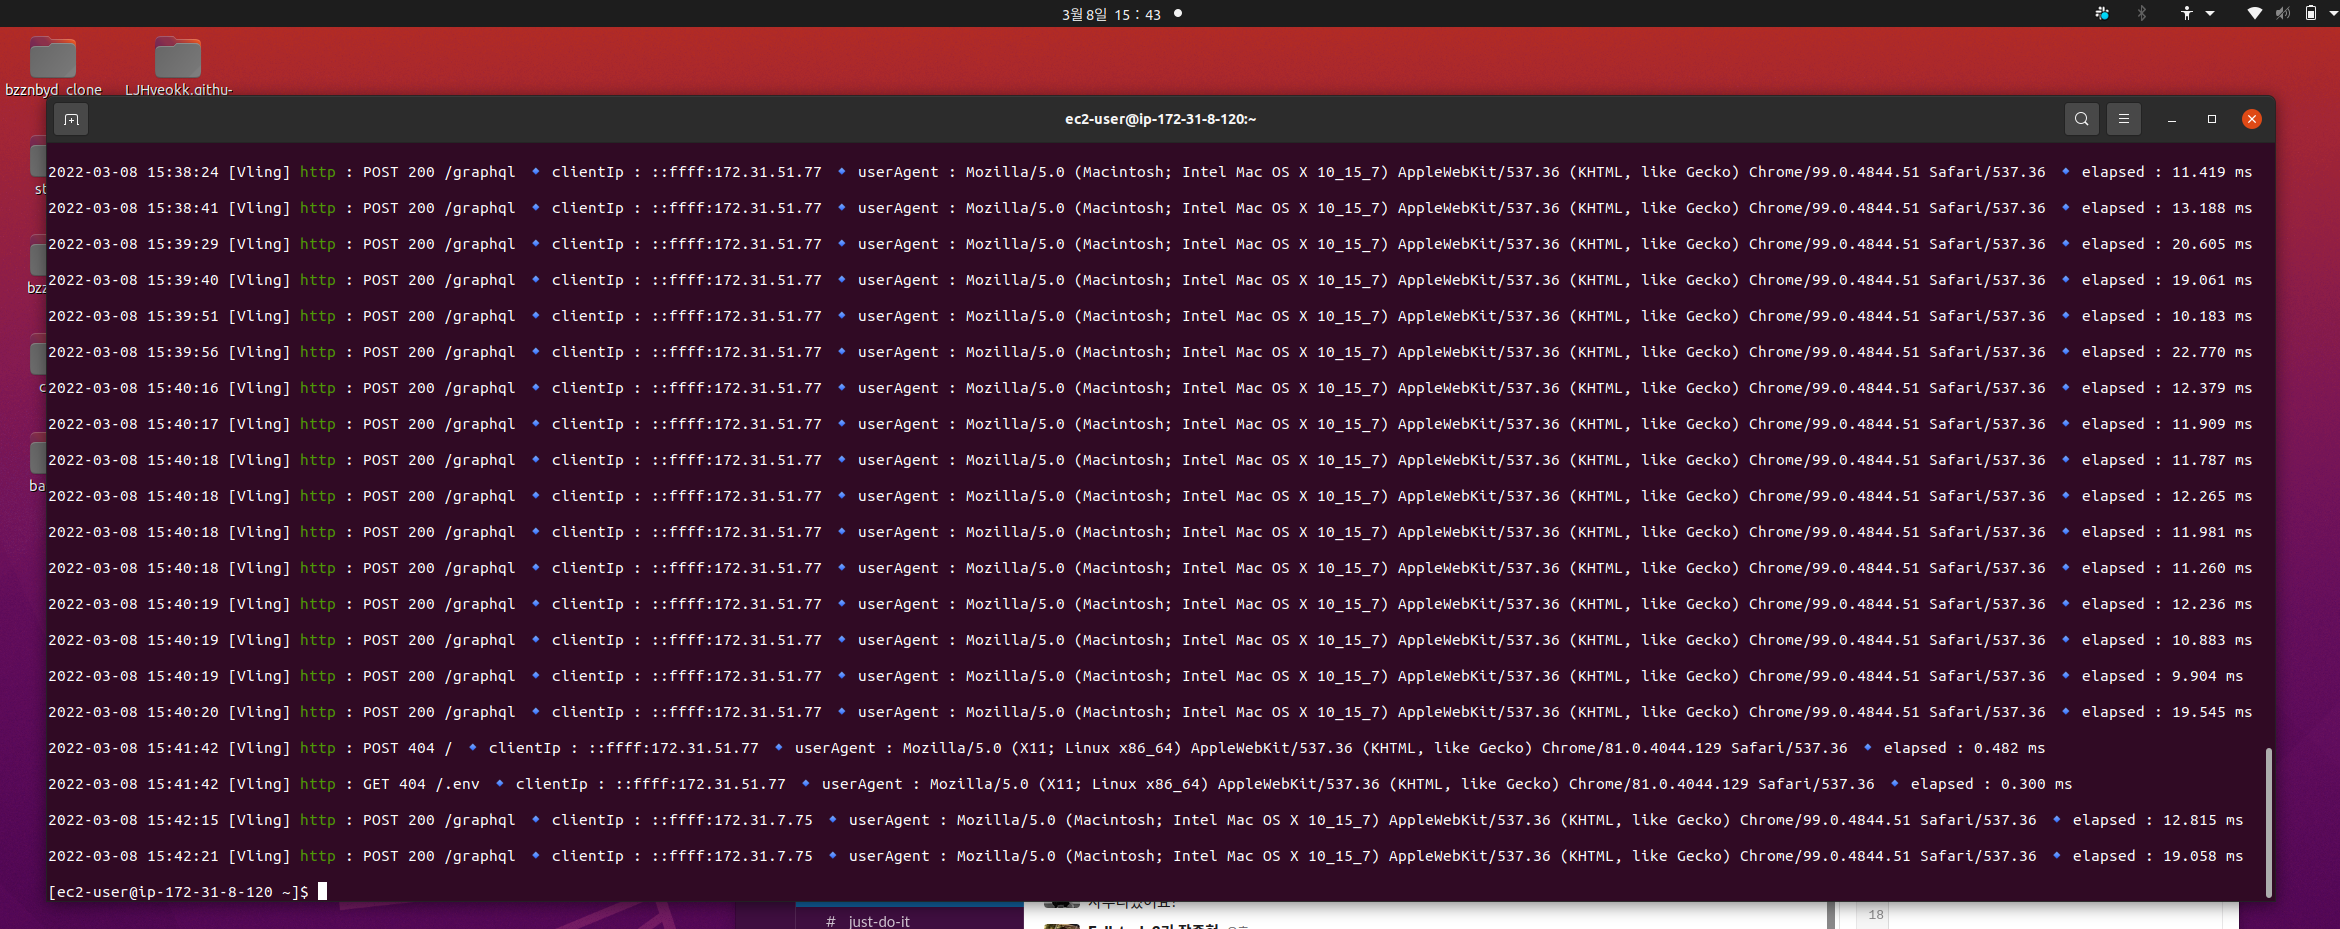 3월 8일 15 : 43
bzznbyd_clone
LJHyeokk.githu-
ec2-user@ip-172-31-8-120:~
st
bzz
c
ba
2022-03-08 15:38:24 [Vling] http : POST 200 /graphql 🔹 clientIp : ::ffff:172.31.51.77 🔹 userAgent : Mozilla/5.0 (Macintosh; Intel Mac OS X 10_15_7) AppleWebKit/537.36 (KHTML, like Gecko) Chrome/99.0.4844.51 Safari/537.36 🔹 elapsed : 11.419 ms
2022-03-08 15:38:41 [Vling] http : POST 200 /graphql 🔹 clientIp : ::ffff:172.31.51.77 🔹 userAgent : Mozilla/5.0 (Macintosh; Intel Mac OS X 10_15_7) AppleWebKit/537.36 (KHTML, like Gecko) Chrome/99.0.4844.51 Safari/537.36 🔹 elapsed : 13.188 ms
2022-03-08 15:39:29 [Vling] http : POST 200 /graphql 🔹 clientIp : ::ffff:172.31.51.77 🔹 userAgent : Mozilla/5.0 (Macintosh; Intel Mac OS X 10_15_7) AppleWebKit/537.36 (KHTML, like Gecko) Chrome/99.0.4844.51 Safari/537.36 🔹 elapsed : 20.605 ms
2022-03-08 15:39:40 [Vling] http : POST 200 /graphql 🔹 clientIp : ::ffff:172.31.51.77 🔹 userAgent : Mozilla/5.0 (Macintosh; Intel Mac OS X 10_15_7) AppleWebKit/537.36 (KHTML, like Gecko) Chrome/99.0.4844.51 Safari/537.36 🔹 elapsed : 19.061 ms
2022-03-08 15:39:51 [Vling] http : POST 200 /graphql 🔹 clientIp : ::ffff:172.31.51.77 🔹 userAgent : Mozilla/5.0 (Macintosh; Intel Mac OS X 10_15_7) AppleWebKit/537.36 (KHTML, like Gecko) Chrome/99.0.4844.51 Safari/537.36 🔹 elapsed : 10.183 ms
2022-03-08 15:39:56 [Vling] http : POST 200 /graphql 🔹 clientIp : ::ffff:172.31.51.77 🔹 userAgent : Mozilla/5.0 (Macintosh; Intel Mac OS X 10_15_7) AppleWebKit/537.36 (KHTML, like Gecko) Chrome/99.0.4844.51 Safari/537.36 🔹 elapsed : 22.770 ms
2022-03-08 15:40:16 [Vling] http : POST 200 /graphql 🔹 clientIp : ::ffff:172.31.51.77 🔹 userAgent : Mozilla/5.0 (Macintosh; Intel Mac OS X 10_15_7) AppleWebKit/537.36 (KHTML, like Gecko) Chrome/99.0.4844.51 Safari/537.36 🔹 elapsed : 12.379 ms
2022-03-08 15:40:17 [Vling] http : POST 200 /graphql 🔹 clientIp : ::ffff:172.31.51.77 🔹 userAgent : Mozilla/5.0 (Macintosh; Intel Mac OS X 10_15_7) AppleWebKit/537.36 (KHTML, like Gecko) Chrome/99.0.4844.51 Safari/537.36 🔹 elapsed : 11.909 ms
2022-03-08 15:40:18 [Vling] http : POST 200 /graphql 🔹 clientIp : ::ffff:172.31.51.77 🔹 userAgent : Mozilla/5.0 (Macintosh; Intel Mac OS X 10_15_7) AppleWebKit/537.36 (KHTML, like Gecko) Chrome/99.0.4844.51 Safari/537.36 🔹 elapsed : 11.787 ms
2022-03-08 15:40:18 [Vling] http : POST 200 /graphql 🔹 clientIp : ::ffff:172.31.51.77 🔹 userAgent : Mozilla/5.0 (Macintosh; Intel Mac OS X 10_15_7) AppleWebKit/537.36 (KHTML, like Gecko) Chrome/99.0.4844.51 Safari/537.36 🔹 elapsed : 12.265 ms
2022-03-08 15:40:18 [Vling] http : POST 200 /graphql 🔹 clientIp : ::ffff:172.31.51.77 🔹 userAgent : Mozilla/5.0 (Macintosh; Intel Mac OS X 10_15_7) AppleWebKit/537.36 (KHTML, like Gecko) Chrome/99.0.4844.51 Safari/537.36 🔹 elapsed : 11.981 ms
2022-03-08 15:40:18 [Vling] http : POST 200 /graphql 🔹 clientIp : ::ffff:172.31.51.77 🔹 userAgent : Mozilla/5.0 (Macintosh; Intel Mac OS X 10_15_7) AppleWebKit/537.36 (KHTML, like Gecko) Chrome/99.0.4844.51 Safari/537.36 🔹 elapsed : 11.260 ms
2022-03-08 15:40:19 [Vling] http : POST 200 /graphql 🔹 clientIp : ::ffff:172.31.51.77 🔹 userAgent : Mozilla/5.0 (Macintosh; Intel Mac OS X 10_15_7) AppleWebKit/537.36 (KHTML, like Gecko) Chrome/99.0.4844.51 Safari/537.36 🔹 elapsed : 12.236 ms
2022-03-08 15:40:19 [Vling] http : POST 200 /graphql 🔹 clientIp : ::ffff:172.31.51.77 🔹 userAgent : Mozilla/5.0 (Macintosh; Intel Mac OS X 10_15_7) AppleWebKit/537.36 (KHTML, like Gecko) Chrome/99.0.4844.51 Safari/537.36 🔹 elapsed : 10.883 ms
2022-03-08 15:40:19 [Vling] http : POST 200 /graphql 🔹 clientIp : ::ffff:172.31.51.77 🔹 userAgent : Mozilla/5.0 (Macintosh; Intel Mac OS X 10_15_7) AppleWebKit/537.36 (KHTML, like Gecko) Chrome/99.0.4844.51 Safari/537.36 🔹 elapsed : 9.904 ms
2022-03-08 15:40:20 [Vling] http : POST 200 /graphql 🔹 clientIp : ::ffff:172.31.51.77 🔹 userAgent : Mozilla/5.0 (Macintosh; Intel Mac OS X 10_15_7) AppleWebKit/537.36 (KHTML, like Gecko) Chrome/99.0.4844.51 Safari/537.36 🔹 elapsed : 19.545 ms
2022-03-08 15:41:42 [Vling] http : POST 404 / 🔹 clientIp : ::ffff:172.31.51.77 🔹 userAgent : Mozilla/5.0 (X11; Linux x86_64) AppleWebKit/537.36 (KHTML, like Gecko) Chrome/81.0.4044.129 Safari/537.36 🔹 elapsed : 0.482 ms
2022-03-08 15:41:42 [Vling] http : GET 404 /.env 🔹 clientIp : ::ffff:172.31.51.77 🔹 userAgent : Mozilla/5.0 (X11; Linux x86_64) AppleWebKit/537.36 (KHTML, like Gecko) Chrome/81.0.4044.129 Safari/537.36 🔹 elapsed : 0.300 ms
2022-03-08 15:42:15 [Vling] http : POST 200 /graphql 🔹 clientIp : ::ffff:172.31.7.75 🔹 userAgent : Mozilla/5.0 (Macintosh; Intel Mac OS X 10_15_7) AppleWebKit/537.36 (KHTML, like Gecko) Chrome/99.0.4844.51 Safari/537.36 🔹 elapsed : 12.815 ms
2022-03-08 15:42:21 [Vling] http : POST 200 /graphql 🔹 clientIp : ::ffff:172.31.7.75 🔹 userAgent : Mozilla/5.0 (Macintosh; Intel Mac OS X 10_15_7) AppleWebKit/537.36 (KHTML, like Gecko) Chrome/99.0.4844.51 Safari/537.36 🔹 elapsed : 19.058 ms
[ec2-user@ip-172-31-8-120 ~]$
# just-do-it
18